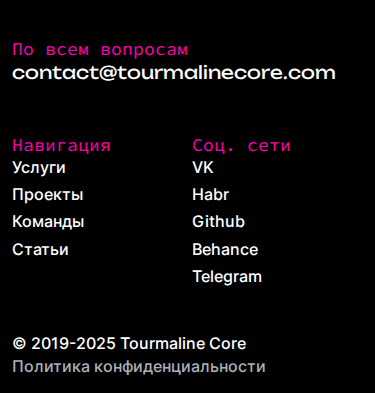 По всем вопросам
contact@tourmalinecore.com
Навигация
Услуги
Проекты
Команды
Статьи
Соц. сети
VK
Habr
Github
Behance
Telegram
© 2019-2025 Tourmaline Core
Политика конфиденциальности